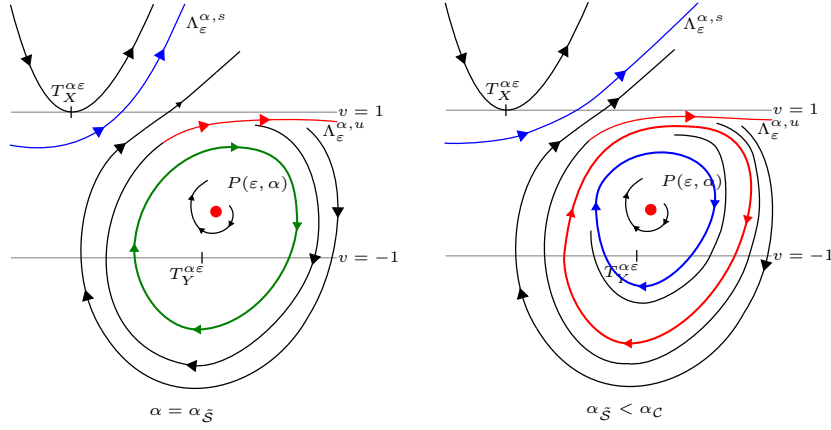 Λ_ε^{α,s}
T_X^{αε}
v = 1
Λ_ε^{α,u}
P(ε, α)
v = −1
T_Y^{αε}
α = α_{\tilde{S}}
Λ_ε^{α,s}
T_X^{αε}
v = 1
Λ_ε^{α,u}
P(ε, α)
v = −1
T_Y^{αε}
α_{\tilde{S}} < α_C